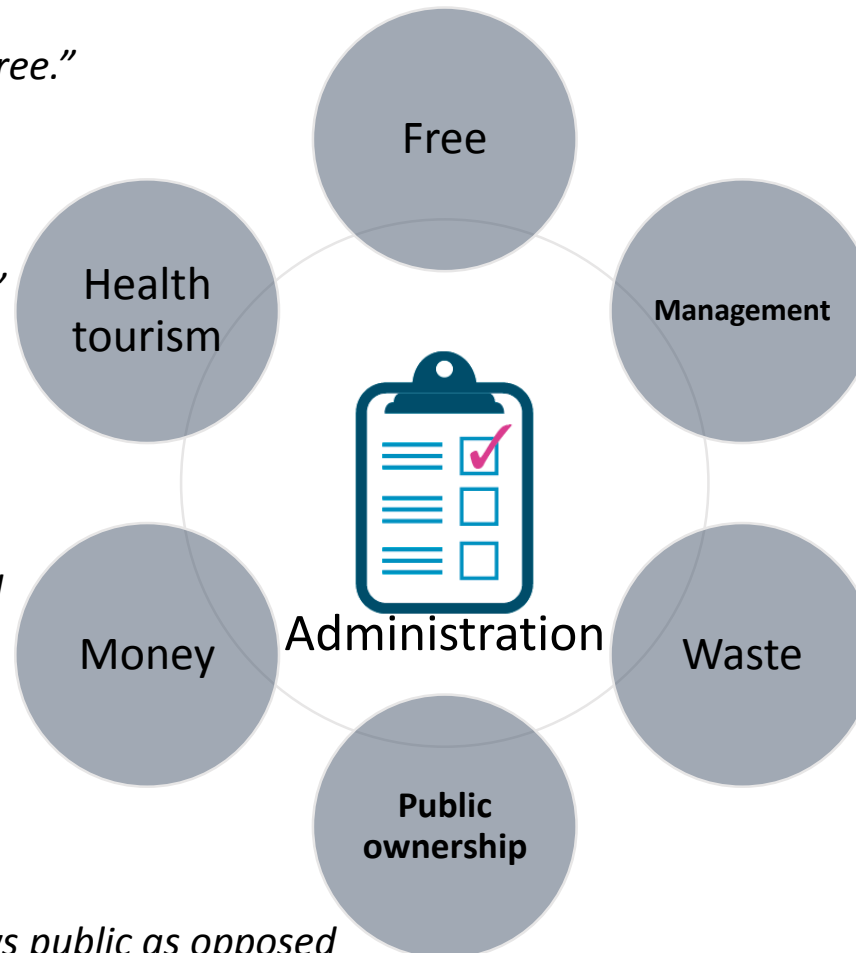 ree.”
Free
Health
tourism
Management
Administration
Money
Waste
Public
ownership
s public as opposed